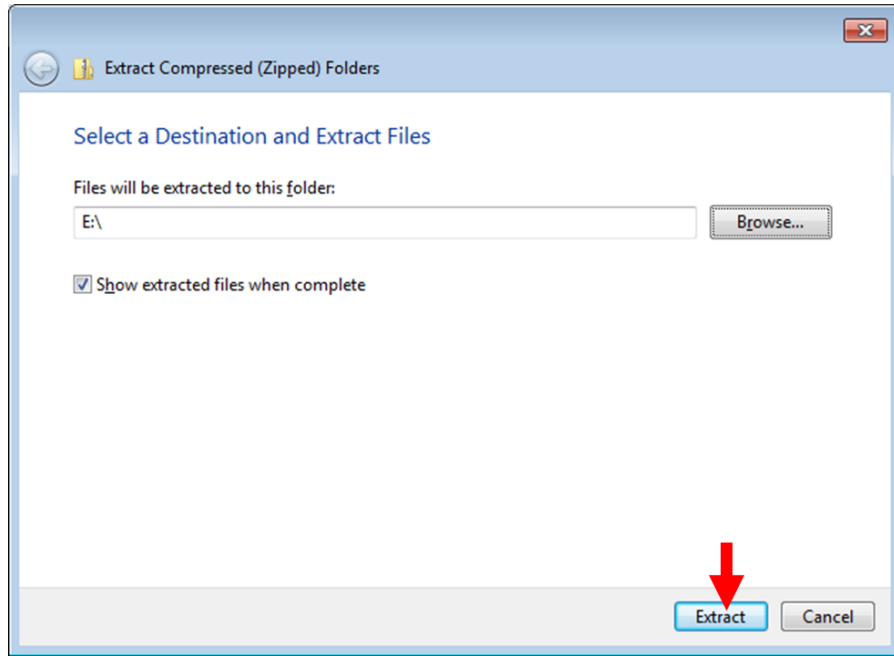 Extract Compressed (Zipped) Folders
Select a Destination and Extract Files
Files will be extracted to this folder:
E:\
Browse...
Show extracted files when complete
Extract
Cancel